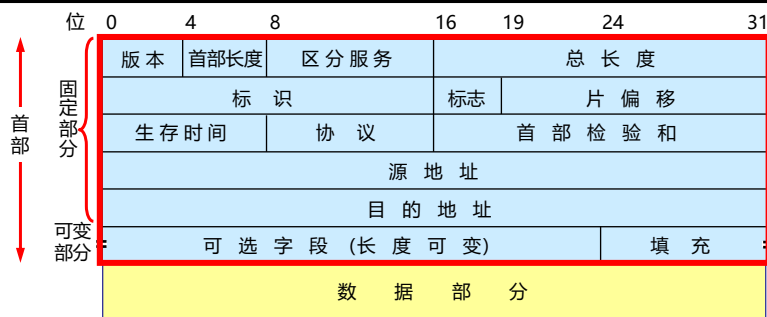 位 0 4 8 16 19 24 31
版本 首部长度 区分服务 总长度
标识 标志 片偏移
生存时间 协议 首部检验和
源地址
目的地址
可选字段 (长度可变) 填充
数据部分
首部
固定部分
可变
部分